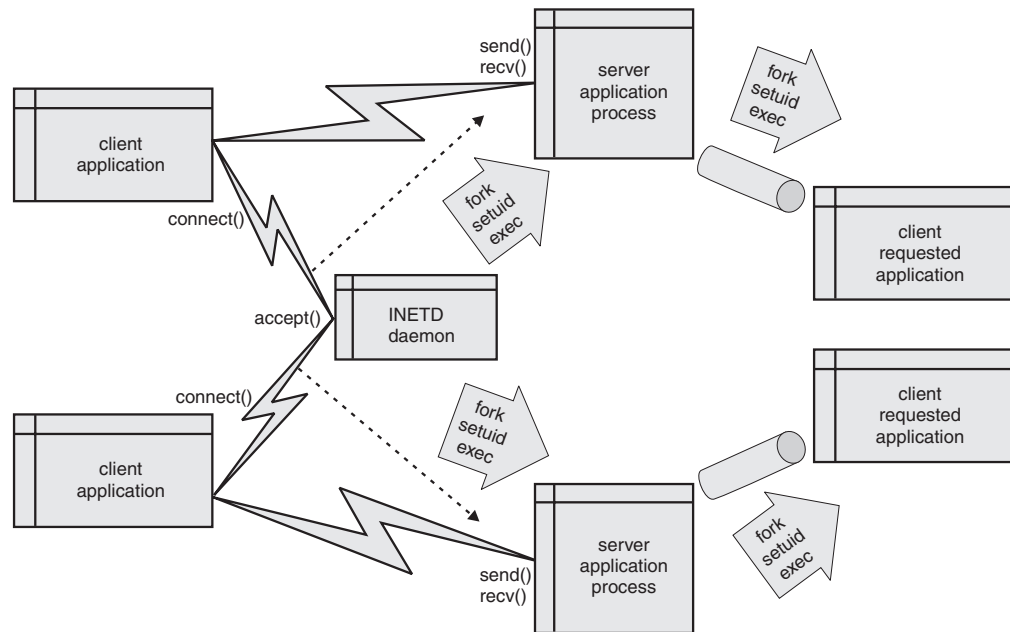 send()
recv()
server
application
process
fork
setuid
exec
client
application
connect()
fork
setuid
exec
client
requested
application
accept()
INETD
daemon
connect()
client
requested
application
fork
setuid
exec
client
application
server
application
process
fork
setuid
exec
send()
recv()